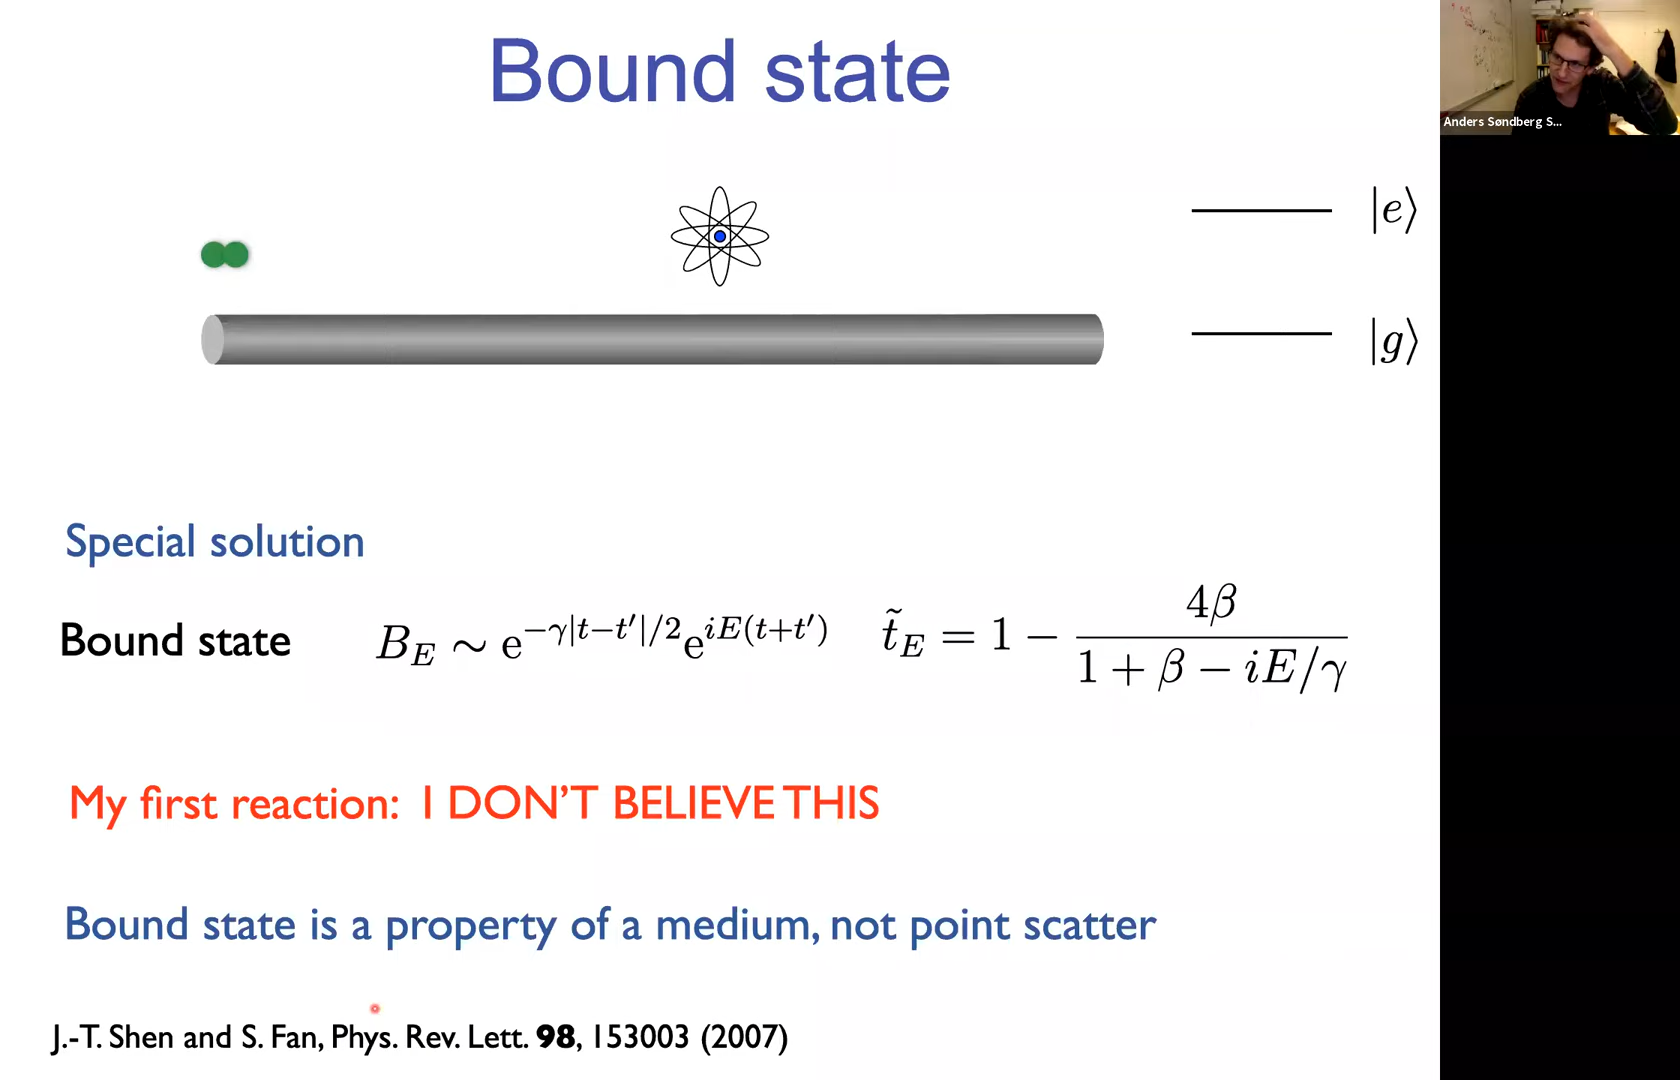 Bound state
Anders Søndberg S...
|e⟩
|g⟩
Special solution
Bound state B_E ∼ e^{−γ|t−t′|/2}e^{iE(t+t′)} t̃_E = 1 − 4β / (1 + β − iE/γ)
My first reaction: I DON'T BELIEVE THIS
Bound state is a property of a medium, not point scatter
J.-T. Shen and S. Fan, Phys. Rev. Lett. 98, 153003 (2007)